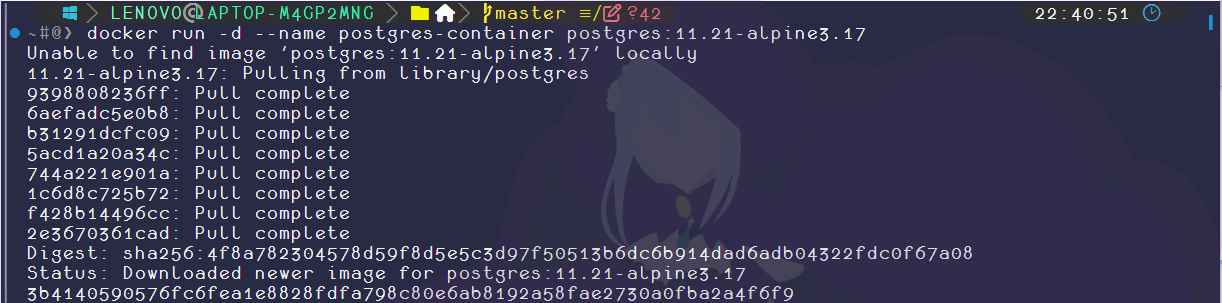 LENOVO@LAPTOP-M4GP2MNG master ≡/ ?42 22:40:51
~#@❯ docker run -d --name postgres-container postgres:11.21-alpine3.17
Unable to find image 'postgres:11.21-alpine3.17' locally
11.21-alpine3.17: Pulling from library/postgres
9398808236ff: Pull complete
6aefadc5e0b8: Pull complete
b31291dcfc09: Pull complete
5acd1a20a34c: Pull complete
744a221e901a: Pull complete
1c6d8c725b72: Pull complete
f428b14496cc: Pull complete
2e3670361cad: Pull complete
Digest: sha256:4f8a782304578d59f8d5e5c3d97f50513b6dc6b914dad6adb04322fdc0f67a08
Status: Downloaded newer image for postgres:11.21-alpine3.17
3b4140590576fc6fea1e8828fdfa798c80e6ab8192a58fae2730a0fba2a4f6f9